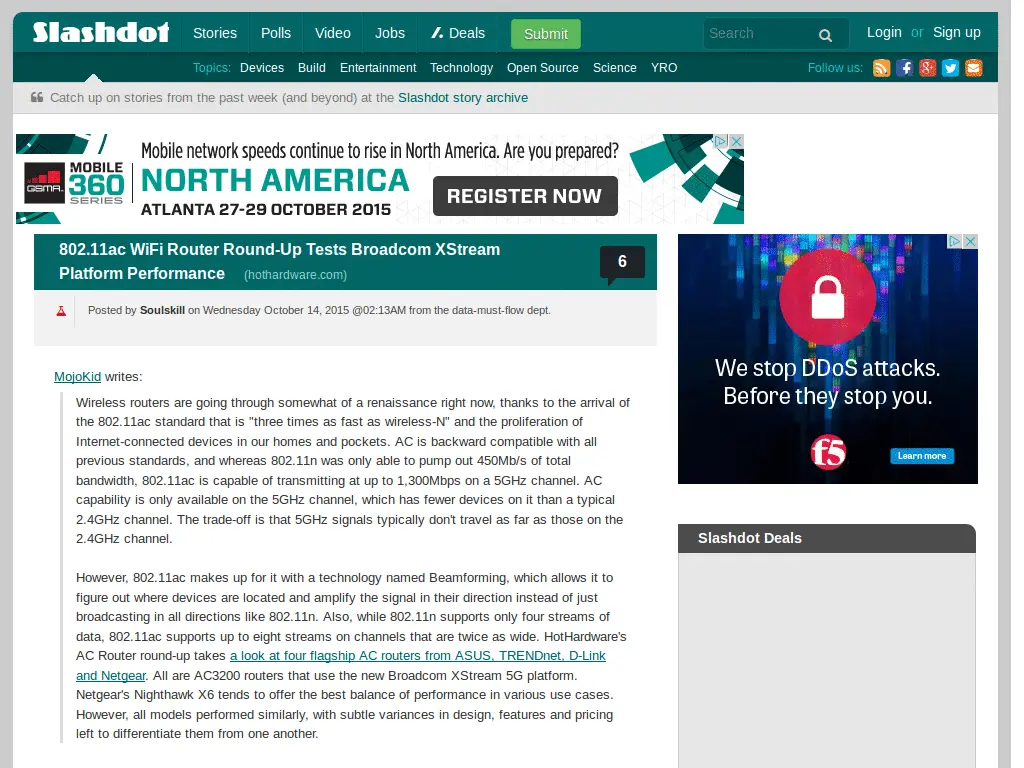 Slashdot Stories Polls Video Jobs Deals Submit Search Login or Sign up
Topics: Devices Build Entertainment Technology Open Source Science YRO Follow us:
Catch up on stories from the past week (and beyond) at the Slashdot story archive
Mobile network speeds continue to rise in North America. Are you prepared?
GSMA MOBILE 360 SERIES
NORTH AMERICA
ATLANTA 27-29 OCTOBER 2015
REGISTER NOW
802.11ac WiFi Router Round-Up Tests Broadcom XStream
Platform Performance (hothardware.com)
6
Posted by Soulskill on Wednesday October 14, 2015 @02:13AM from the data-must-flow dept.
MojoKid writes:
Wireless routers are going through somewhat of a renaissance right now, thanks to the arrival of
the 802.11ac standard that is "three times as fast as wireless-N" and the proliferation of
Internet-connected devices in our homes and pockets. AC is backward compatible with all
previous standards, and whereas 802.11n was only able to pump out 450Mb/s of total
bandwidth, 802.11ac is capable of transmitting at up to 1,300Mbps on a 5GHz channel. AC
capability is only available on the 5GHz channel, which has fewer devices on it than a typical
2.4GHz channel. The trade-off is that 5GHz signals typically don't travel as far as those on the
2.4GHz channel.
However, 802.11ac makes up for it with a technology named Beamforming, which allows it to
figure out where devices are located and amplify the signal in their direction instead of just
broadcasting in all directions like 802.11n. Also, while 802.11n supports only four streams of
data, 802.11ac supports up to eight streams on channels that are twice as wide. HotHardware's
AC Router round-up takes a look at four flagship AC routers from ASUS, TRENDnet, D-Link
and Netgear. All are AC3200 routers that use the new Broadcom XStream 5G platform.
Netgear's Nighthawk X6 tends to offer the best balance of performance in various use cases.
However, all models performed similarly, with subtle variances in design, features and pricing
left to differentiate them from one another.
We stop DDoS attacks.
Before they stop you.
f5
Learn more
Slashdot Deals